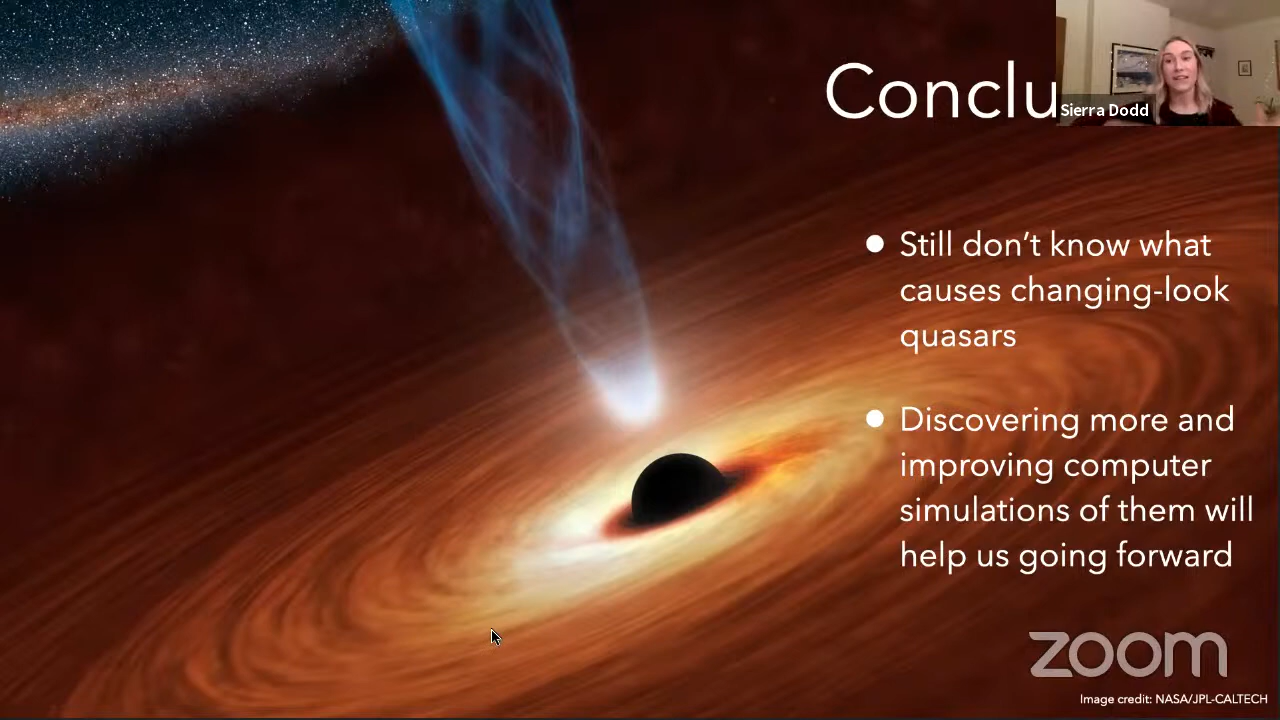 Conclu
Sierra Dodd
● Still don’t know what
causes changing-look
quasars
● Discovering more and
improving computer
simulations of them will
help us going forward
zoom
Image credit: NASA/JPL-CALTECH